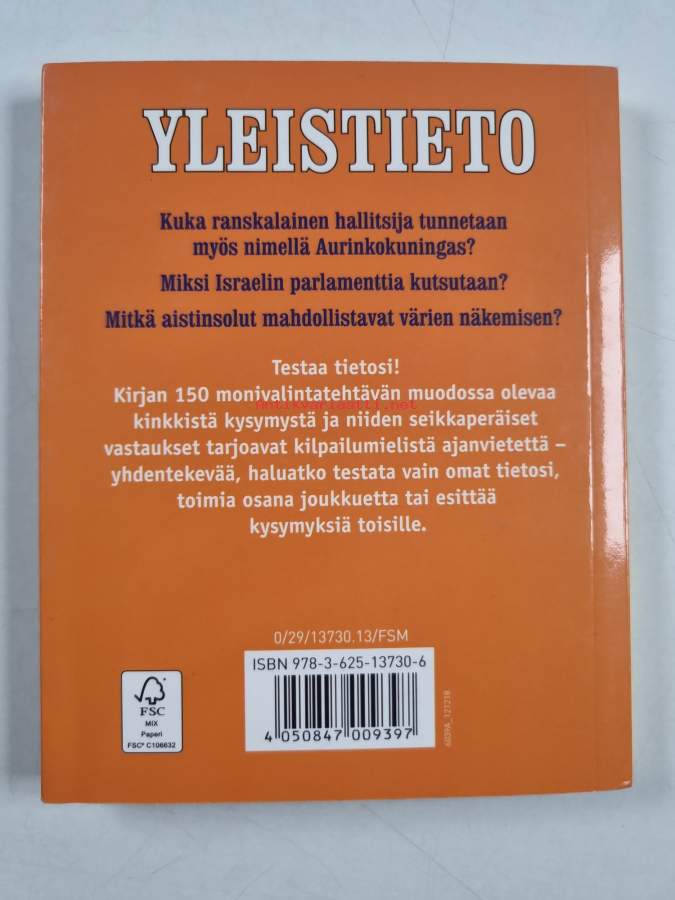 YLEISTIETO
Kuka ranskalainen hallitsija tunnetaan
myös nimellä Aurinkokuningas?
Miksi Israelin parlamenttia kutsutaan?
Mitkä aistinsolut mahdollistavat värien näkemisen?
Testaa tietosi!
Kirjan 150 monivalintatehtävän muodossa olevaa
Antikvariaatti.net
kinkkistä kysymystä ja niiden seikkaperäiset
vastaukset tarjoavat kilpailumielistä ajanvietettä –
yhdentekevää, haluatko testata vain omat tietosi,
toimia osana joukkuetta tai esittää
kysymyksiä toisille.
0/29/13730.13/FSM
ISBN 978-3-625-13730-6
4 050847 009397
6039A_121218
FSC
MIX
Paperi
FSC® C106632